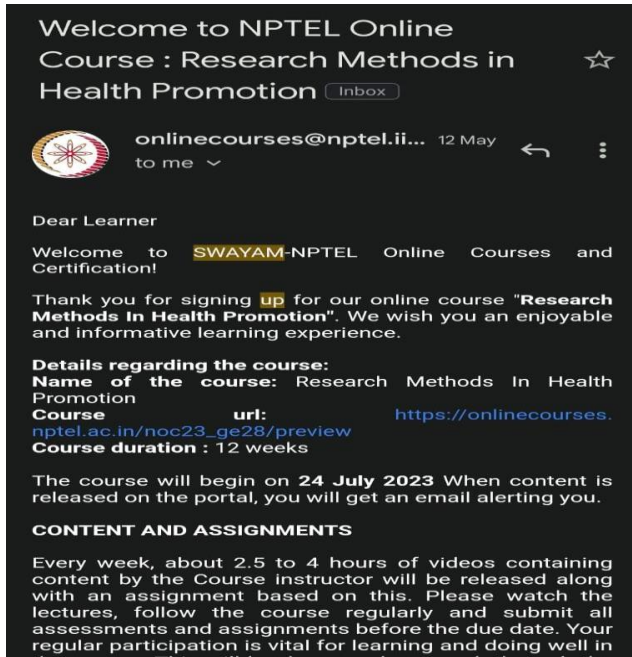 Welcome to NPTEL Online
Course : Research Methods in
Health Promotion Inbox
onlinecourses@nptel.ii... 12 May
to me
Dear Learner
Welcome to SWAYAM-NPTEL Online Courses and
Certification!
Thank you for signing up for our online course "Research
Methods In Health Promotion". We wish you an enjoyable
and informative learning experience.
Details regarding the course:
Name of the course: Research Methods In Health
Promotion
Course url: https://onlinecourses.
nptel.ac.in/noc23_ge28/preview
Course duration : 12 weeks
The course will begin on 24 July 2023 When content is
released on the portal, you will get an email alerting you.
CONTENT AND ASSIGNMENTS
Every week, about 2.5 to 4 hours of videos containing
content by the Course instructor will be released along
with an assignment based on this. Please watch the
lectures, follow the course regularly and submit all
assessments and assignments before the due date. Your
regular participation is vital for learning and doing well in